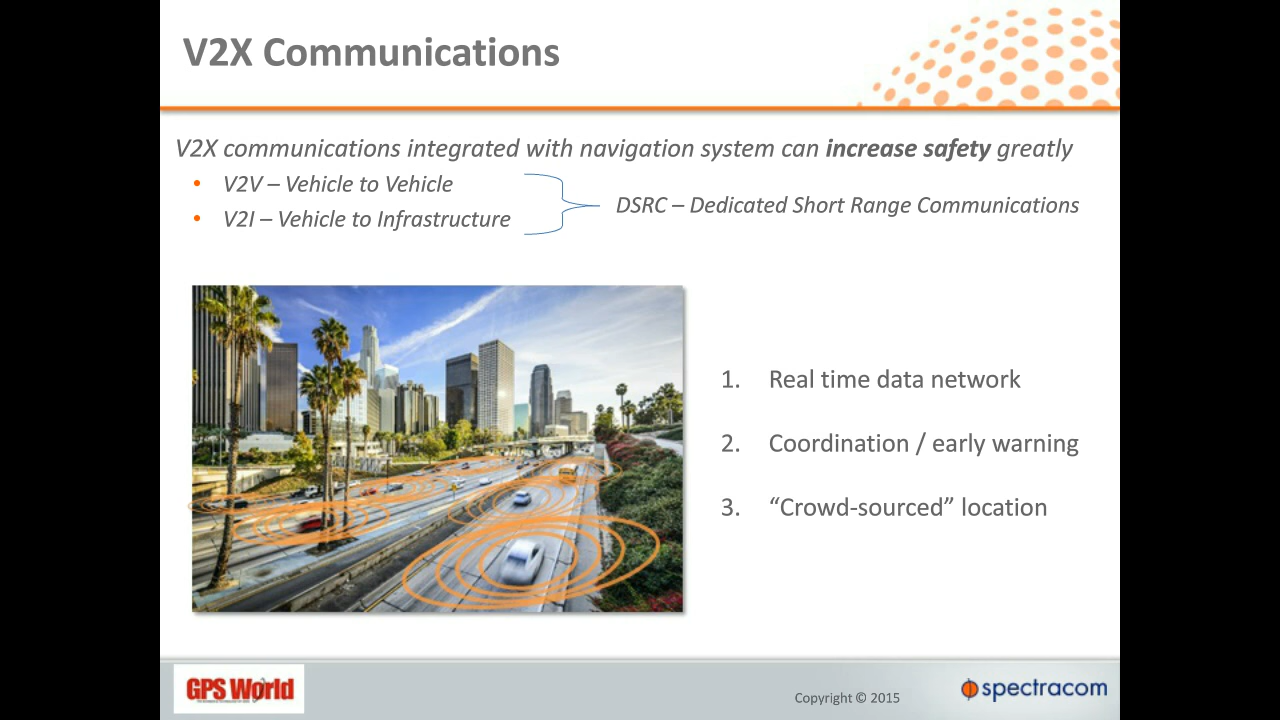 V2X Communications
V2X communications integrated with navigation system can increase safety greatly
• V2V – Vehicle to Vehicle
• V2I – Vehicle to Infrastructure
DSRC – Dedicated Short Range Communications
1. Real time data network
2. Coordination / early warning
3. “Crowd-sourced” location
GPS World
Copyright © 2015
spectracom